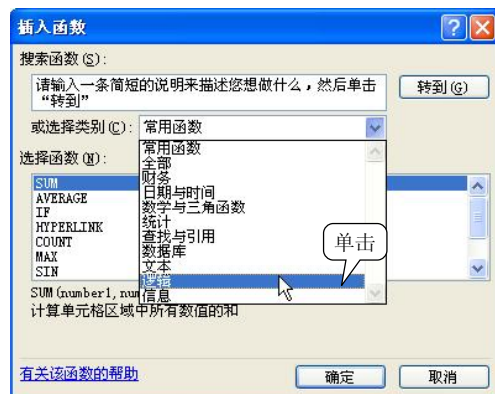 插入函数
搜索函数(S):
请输入一条简短的说明来描述您想做什么，然后单击
“转到”
转到(G)
或选择类别(C): 常用函数
常用函数
全部
财务
日期与时间
数学与三角函数
统计
查找与引用
数据库
文本
逻辑
信息
单击
选择函数(N):
SUM
AVERAGE
IF
HYPERLINK
COUNT
MAX
SIN
SUM(number1,num
计算单元格区域中所有数值的和
有关该函数的帮助
确定
取消